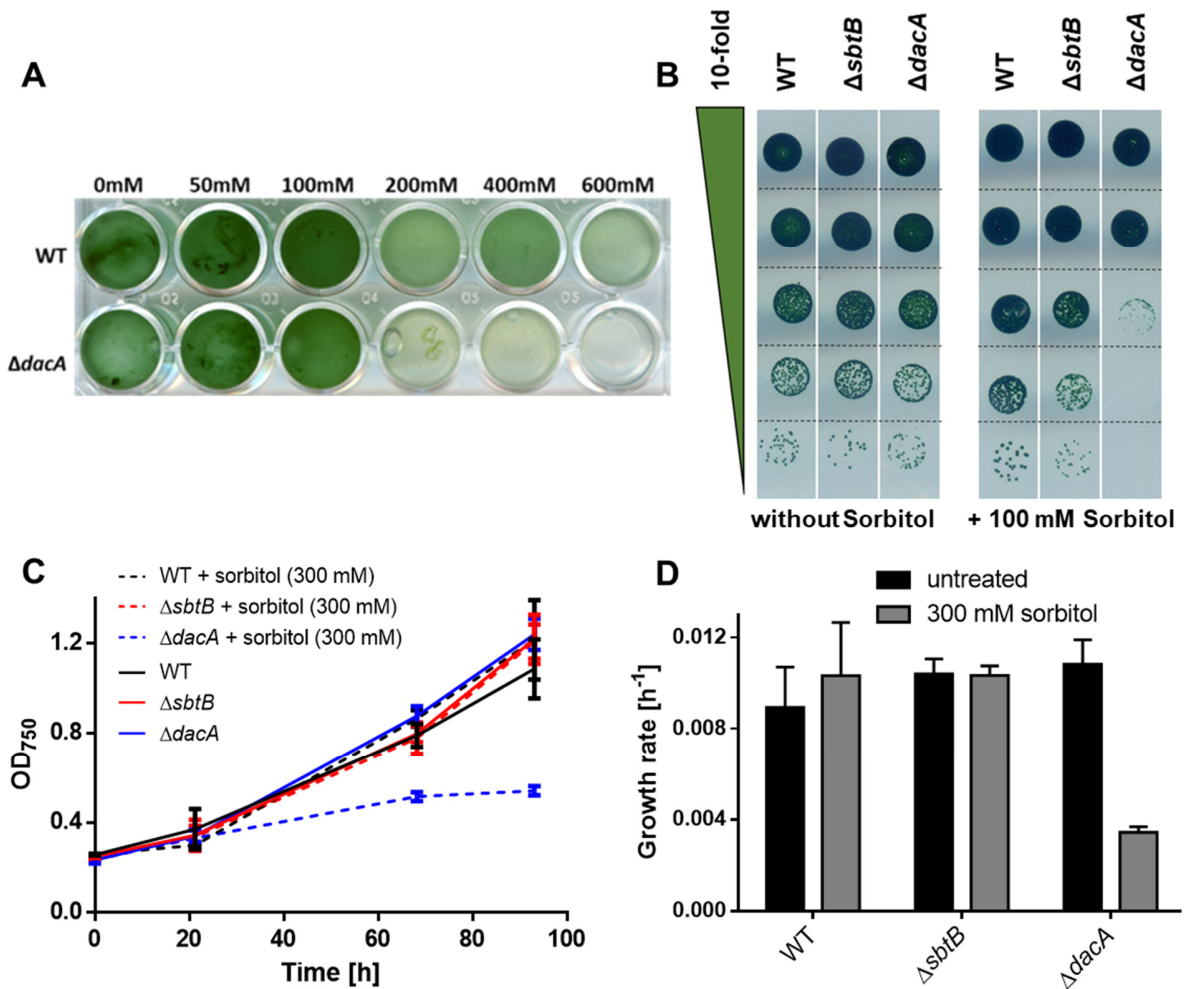 A
0mM 50mM 100mM 200mM 400mM 600mM
WT
ΔdacA
B
10-fold
WT
ΔsbtB
ΔdacA
WT
ΔsbtB
ΔdacA
without Sorbitol
+ 100 mM Sorbitol
C
WT + sorbitol (300 mM)
ΔsbtB + sorbitol (300 mM)
ΔdacA + sorbitol (300 mM)
WT
ΔsbtB
ΔdacA
OD750
1.2
0.8
0.4
0.0
0 20 40 60 80 100
Time [h]
D
untreated
300 mM sorbitol
Growth rate [h-1]
0.012
0.008
0.004
0.000
WT
ΔsbtB
ΔdacA